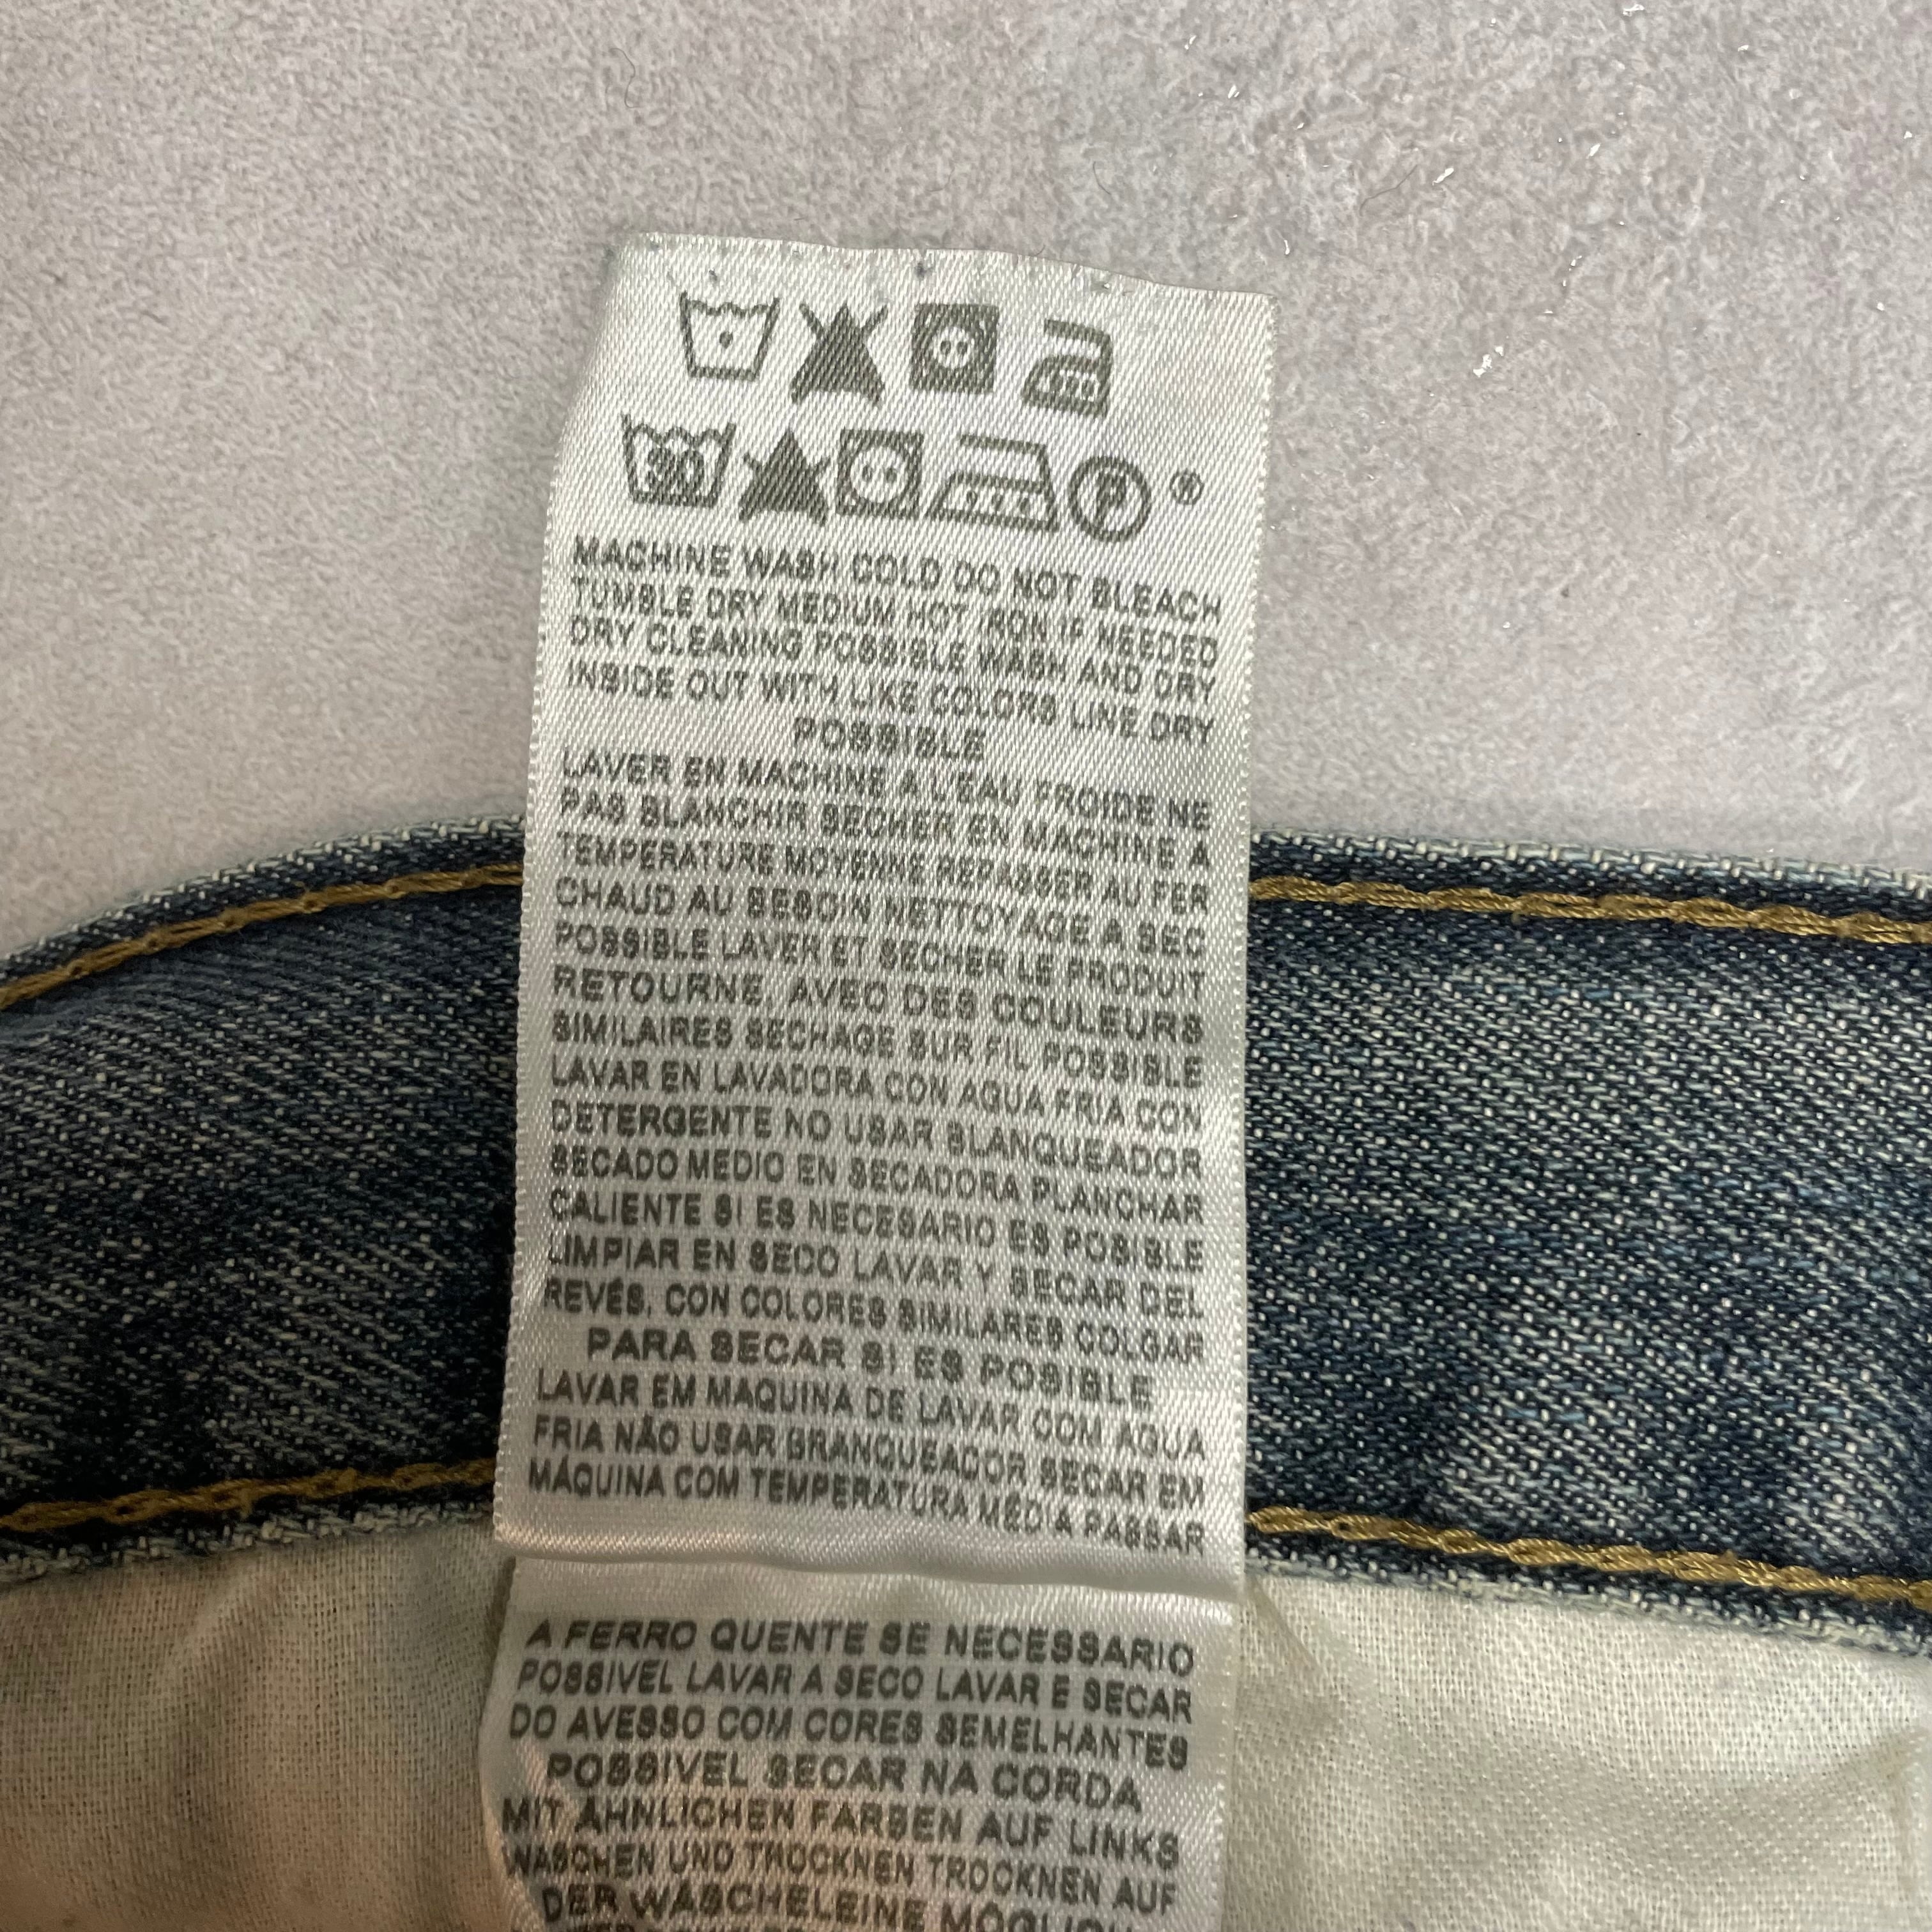 30 P ®
MACHINE WASH COLD DO NOT BLEACH
TUMBLE DRY MEDIUM HOT IRON IF NEEDED
DRY CLEANING POSSIBLE WASH AND DRY
INSIDE OUT WITH LIKE COLORS LINE DRY
POSSIBLE
LAVER EN MACHINE A L'EAU FROIDE NE
PAS BLANCHIR SECHER EN MACHINE A
TEMPERATURE MOYENNE REPASSER AU FER
CHAUD AU BESOIN NETTOYAGE A SEC
POSSIBLE LAVER ET SECHER LE PRODUIT
RETOURNE, AVEC DES COULEURS
SIMILAIRES SECHAGE SUR FIL POSSIBLE
LAVAR EN LAVADORA CON AGUA FRIA CON
DETERGENTE NO USAR BLANQUEADOR
SECADO MEDIO EN SECADORA PLANCHAR
CALIENTE SI ES NECESARIO ES POSIBLE
LIMPIAR EN SECO LAVAR Y SECAR DEL
REVÉS, CON COLORES SIMILARES COLGAR
PARA SECAR SI ES POSIBLE
LAVAR EM MAQUINA DE LAVAR COM AGUA
FRIA NÃO USAR BRANQUEADOR SECAR EM
MÁQUINA COM TEMPERATURA MÉDIA PASSAR
A FERRO QUENTE SE NECESSARIO
POSSIVEL LAVAR A SECO LAVAR E SECAR
DO AVESSO COM CORES SEMELHANTES
POSSIVEL SECAR NA CORDA
MIT ÄHNLICHEN FARBEN AUF LINKS
WASCHEN UND TROCKNEN TROCKNEN AUF
DER WÄSCHELEINE MÖGLICH